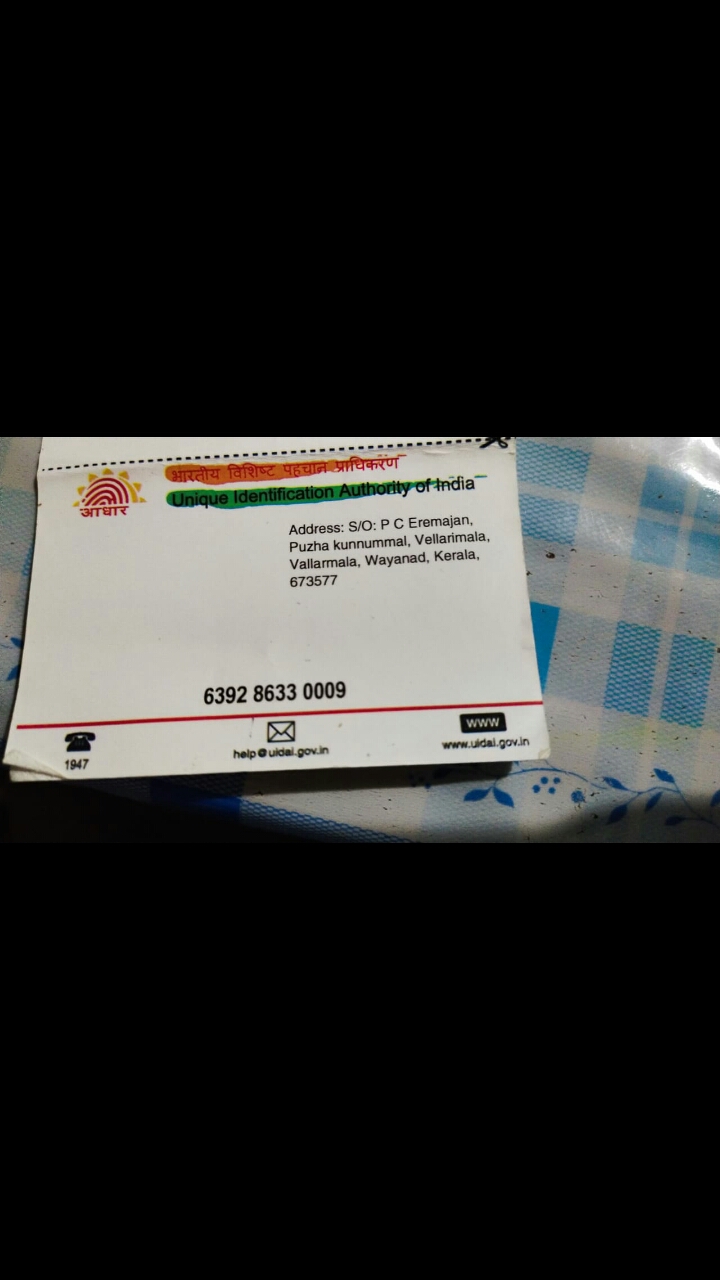 भारतीय विशिष्ट पहचान प्राधिकरण
Unique Identification Authority of India
आधार
Address: S/O: P C Eremajan,
Puzha kunnummal, Vellarimala,
Vallarmala, Wayanad, Kerala,
673577
6392 8633 0009
WWW
1947
help@uidai.gov.in
www.uidai.gov.in